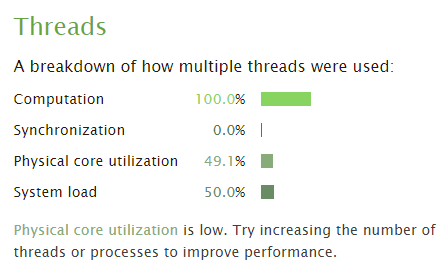 Threads
A breakdown of how multiple threads were used:
Computation 100.0%
Synchronization 0.0%
Physical core utilization 49.1%
System load 50.0%
Physical core utilization is low. Try increasing the number of
threads or processes to improve performance.